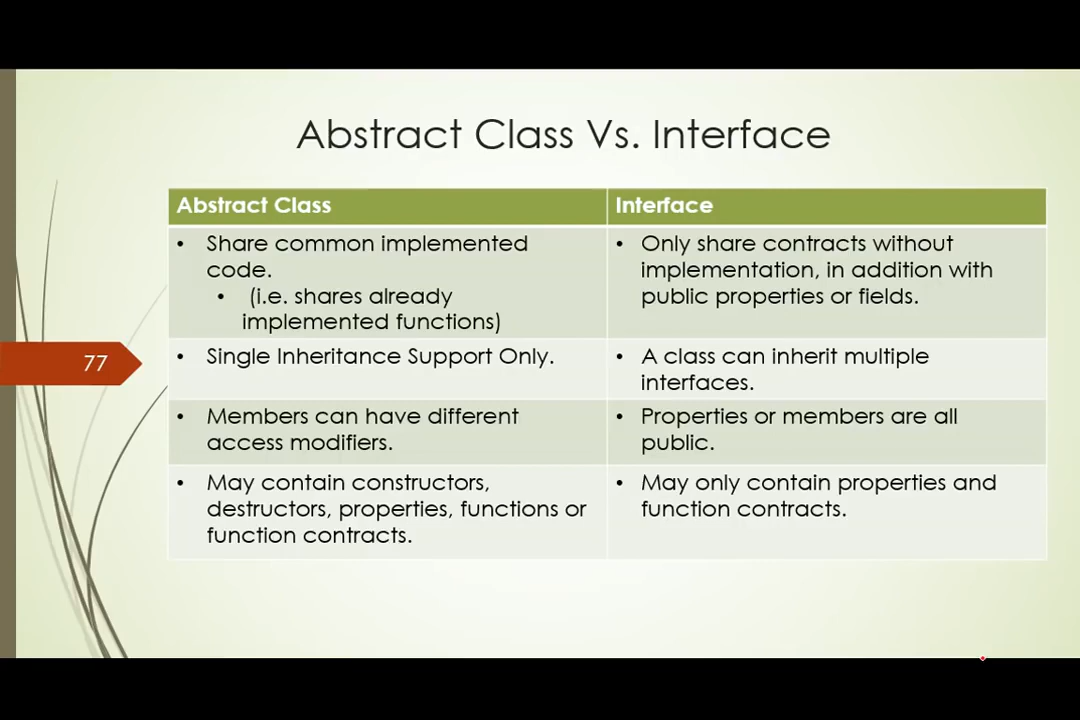 Abstract Class Vs. Interface
Abstract Class
Interface
• Share common implemented
code.
• (i.e. shares already
implemented functions)
• Only share contracts without
implementation, in addition with
public properties or fields.
77
• Single Inheritance Support Only.
• A class can inherit multiple
interfaces.
• Members can have different
access modifiers.
• Properties or members are all
public.
• May contain constructors,
destructors, properties, functions or
function contracts.
• May only contain properties and
function contracts.